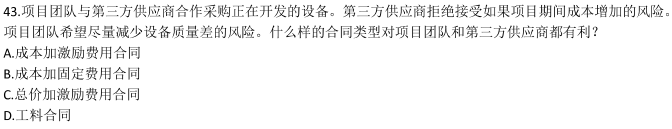 43.项目团队与第三方供应商合作采购正在开发的设备。第三方供应商拒绝接受如果项目期间成本增加的风险。
项目团队希望尽量减少设备质量差的风险。什么样的合同类型对项目团队和第三方供应商都有利？
A.成本加激励费用合同
B.成本加固定费用合同
C.总价加激励费用合同
D.工料合同